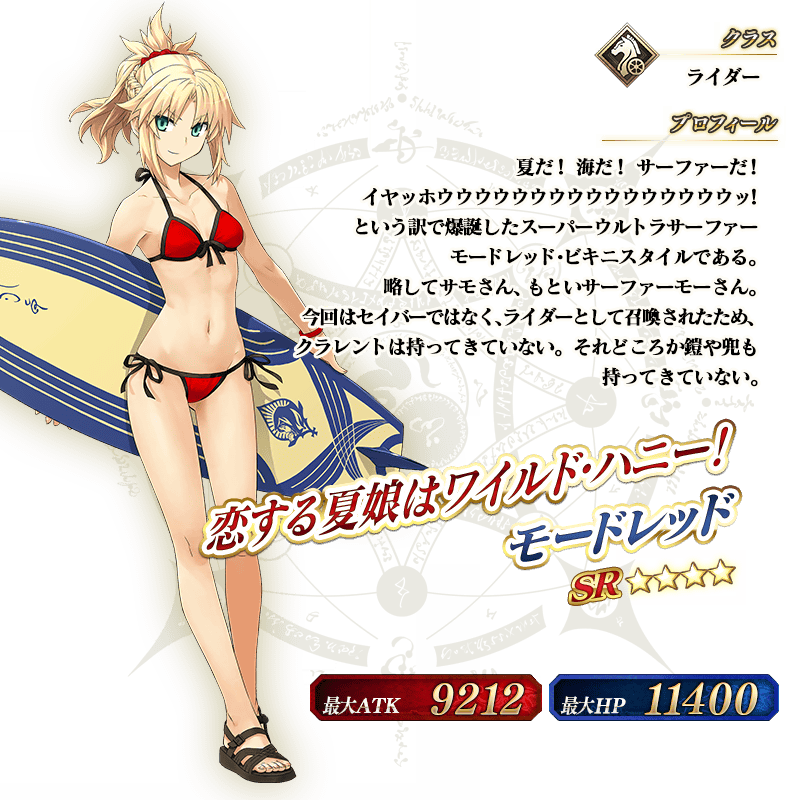 クラス
ライダー
プロフィール
夏だ！ 海だ！ サーファーだ！
イヤッホウウウウウウウウウウウウウウウウッ！
という訳で爆誕したスーパーウルトラサーファー
モードレッド・ビキニスタイルである。
略してサモさん、もといサーファーモーさん。
今回はセイバーではなく、ライダーとして召喚されたため、
クラレントは持ってきていない。それどころか鎧や兜も
持ってきていない。
恋する夏娘はワイルド・ハニー！
モードレッド
SR
最大ATK 9212
最大HP 11400